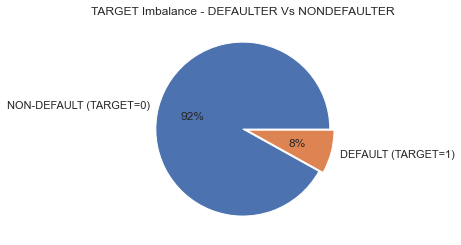 TARGET Imbalance - DEFAULTER Vs NONDEFAULTER
NON-DEFAULT (TARGET=0)
92%
8%
DEFAULT (TARGET=1)